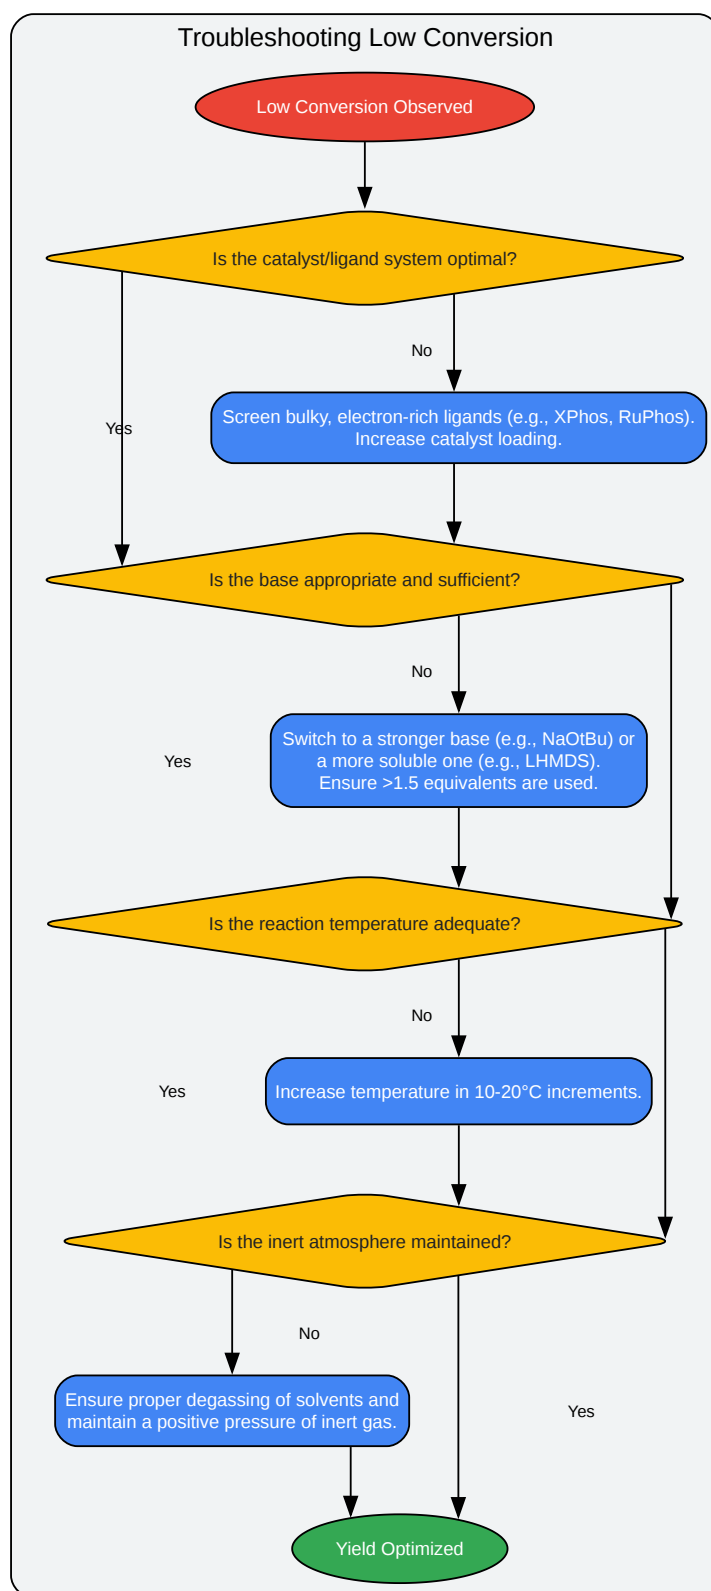 Troubleshooting Low Conversion
Low Conversion Observed
Is the catalyst/ligand system optimal?
No
Screen bulky, electron-rich ligands (e.g., XPhos, RuPhos).
Increase catalyst loading.
Yes
Is the base appropriate and sufficient?
No
Switch to a stronger base (e.g., NaOtBu) or
a more soluble one (e.g., LHMDS).
Ensure >1.5 equivalents are used.
Yes
Is the reaction temperature adequate?
No
Increase temperature in 10-20°C increments.
Yes
Is the inert atmosphere maintained?
No
Ensure proper degassing of solvents and
maintain a positive pressure of inert gas.
Yes
Yield Optimized